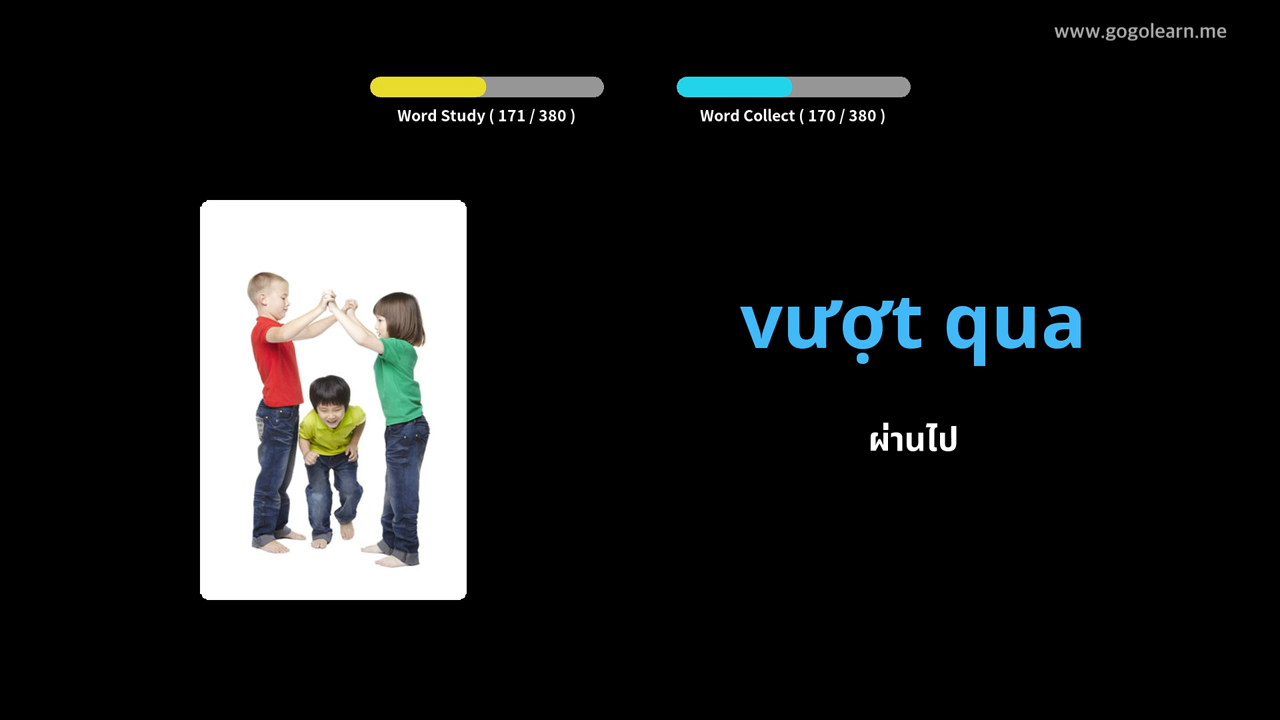 www.gogolearn.me
Word Study ( 171 / 380 )
Word Collect ( 170 / 380 )
vượt qua
ผ่านไป